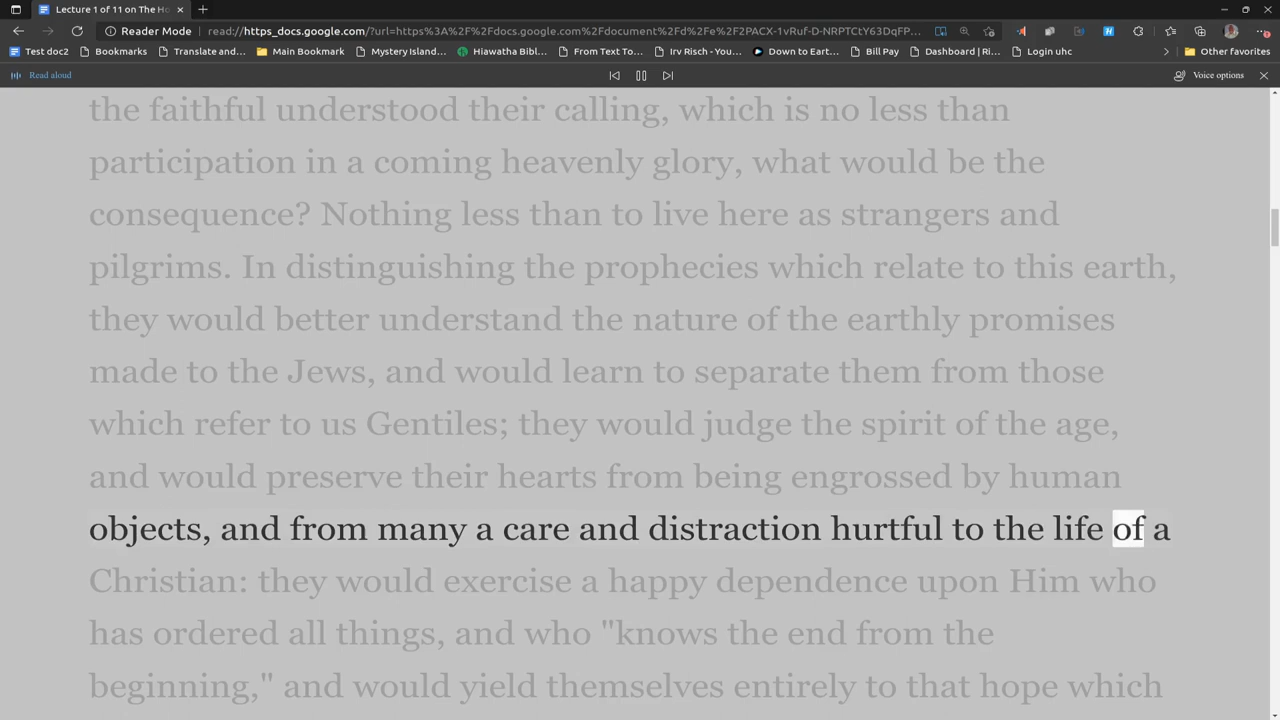 Lecture 1 of 11 on The Ho
Reader Mode
read://https_docs.google.com/?url=https%3A%2F%2Fdocs.google.com%2Fdocument%2Fd%2Fe%2F2PACX-1vRuf-D-NRPTCtY63DqFP...
Test doc2
Bookmarks
Translate and...
Main Bookmark
Mystery Island...
Hiawatha Bibl...
From Text To...
Irv Risch - You...
Down to Eart...
Bill Pay
Dashboard | Ri...
Login uhc
Other favorites
Read aloud
Voice options
the faithful understood their calling, which is no less than
participation in a coming heavenly glory, what would be the
consequence? Nothing less than to live here as strangers and
pilgrims. In distinguishing the prophecies which relate to this earth,
they would better understand the nature of the earthly promises
made to the Jews, and would learn to separate them from those
which refer to us Gentiles; they would judge the spirit of the age,
and would preserve their hearts from being engrossed by human
objects, and from many a care and distraction hurtful to the life of a
Christian: they would exercise a happy dependence upon Him who
has ordered all things, and who "knows the end from the
beginning," and would yield themselves entirely to that hope which